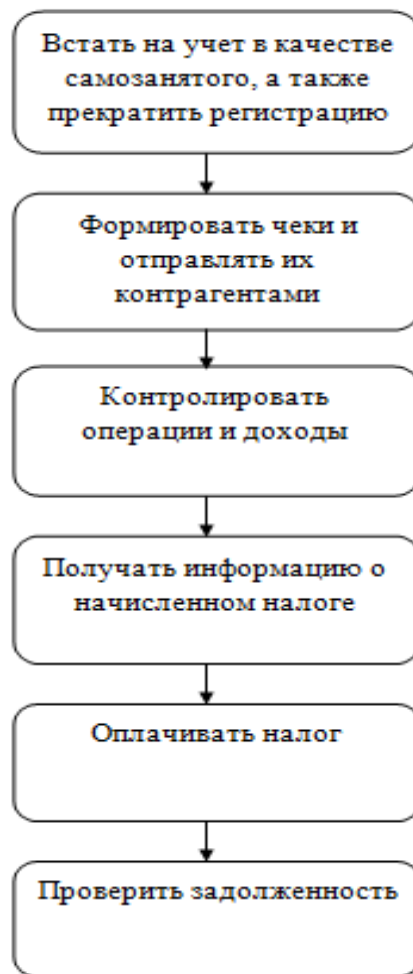 Встать на учет в качестве
самозанятого, а также
прекратить регистрацию
Формировать чеки и
отправлять их
контрагентами
Контролировать
операции и доходы
Получать информацию о
начисленном налоге
Оплачивать налог
Проверить задолженность